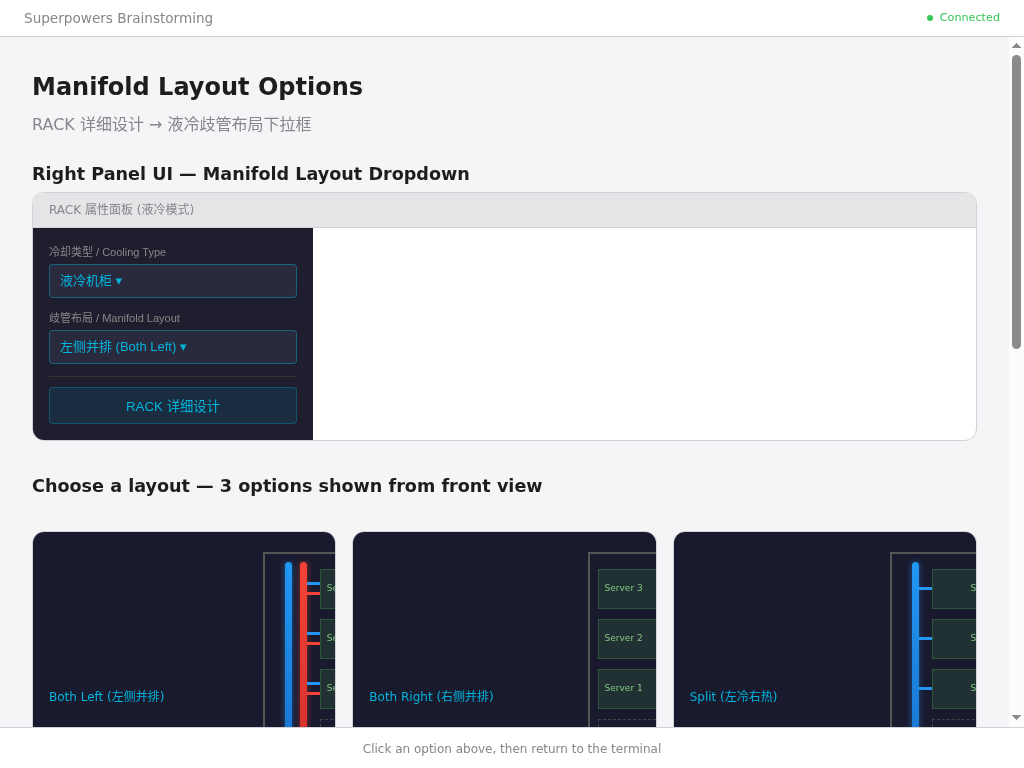 Superpowers Brainstorming
Connected
Manifold Layout Options
RACK 详细设计 → 液冷歧管布局下拉框
Right Panel UI — Manifold Layout Dropdown
RACK 属性面板 (液冷模式)
冷却类型 / Cooling Type
液冷机柜 ▾
歧管布局 / Manifold Layout
左侧并排 (Both Left) ▾
RACK 详细设计
Choose a layout — 3 options shown from front view
Se
Se
Se
Both Left (左侧并排)
Server 3
Server 2
Server 1
Both Right (右侧并排)
S
S
S
Split (左冷右热)
Click an option above, then return to the terminal